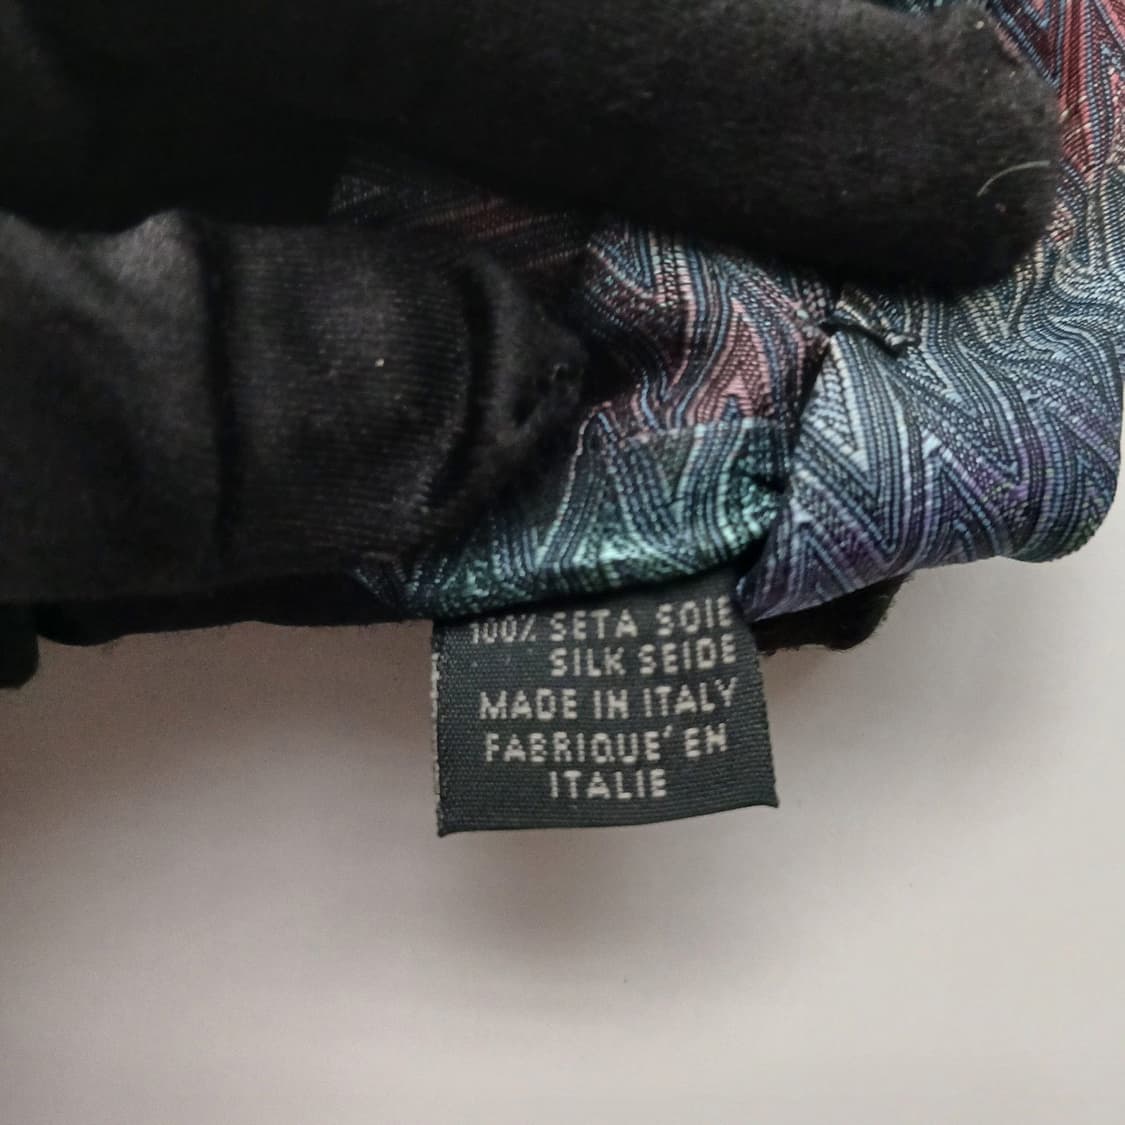 100% SETA SOIE
SILK SEIDE
MADE IN ITALY
FABRIQUE' EN
ITALIE